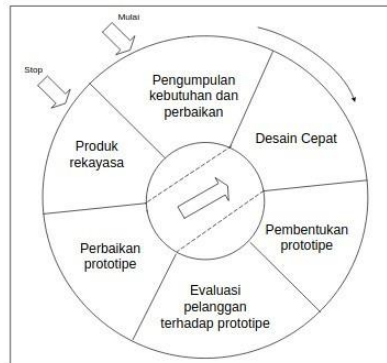 Mulai
Stop
Pengumpulan
kebutuhan dan
perbaikan
Desain Cepat
Pembentukan
prototipe
Evaluasi
pelanggan
terhadap prototipe
Perbaikan
prototipe
Produk
rekayasa